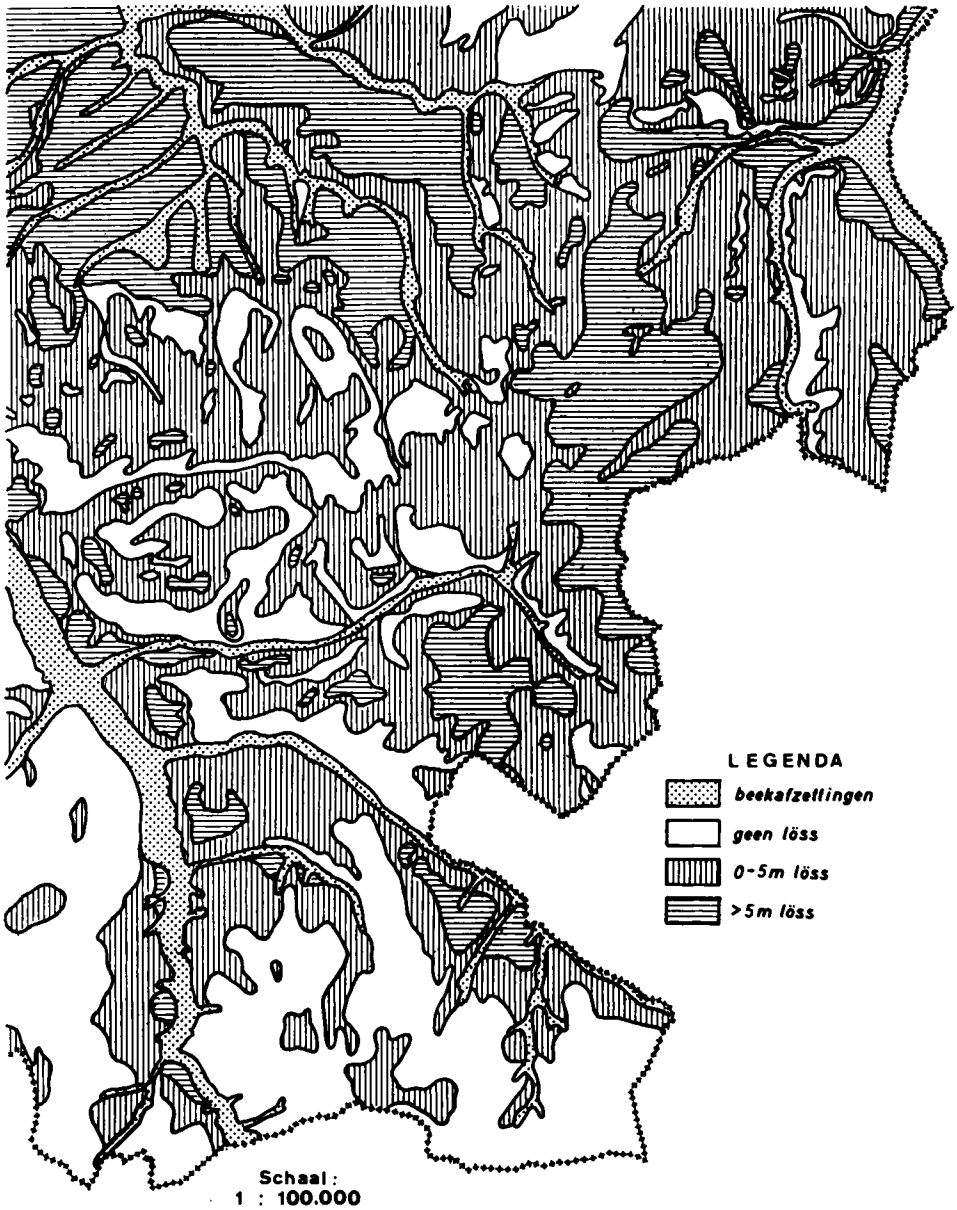 LEGENDA
beekafzettingen
geen löss
0-5m löss
>5m löss
Schaal:
1 : 100.000